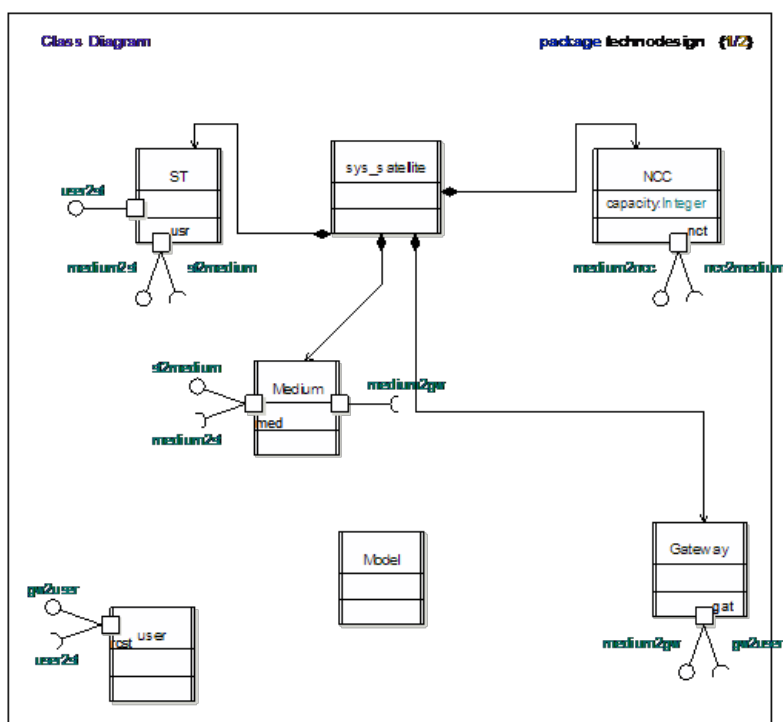 Class Diagram
package technodesign {1/2}
sys_satellite
ST
NCC
capacity:Integer
user2st
usr
nct
medium2st
st2medium
medium2ncc
ncc2medium
st2medium
Medium
medium2gw
med
medium2st
Model
Gateway
gw2user
gat
user
rcst
user2st
medium2gw
gw2user